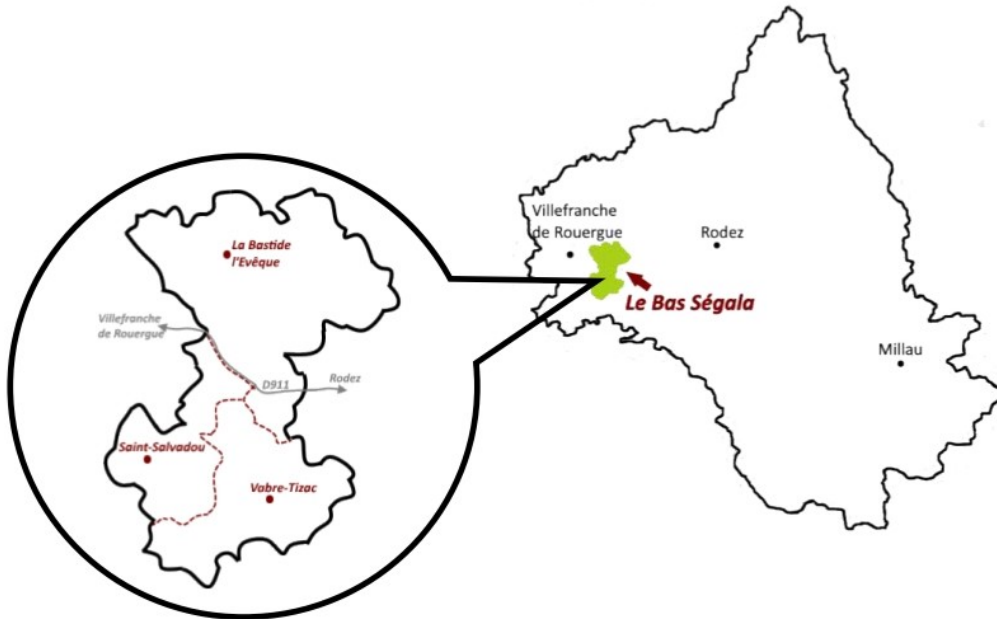 La Bastide
l'Evêque
Villefranche
de Rouergue
D911
Rodez
Saint-Salvadou
Vabre-Tizac
Villefranche
de Rouergue
Rodez
Le Bas Ségala
Millau